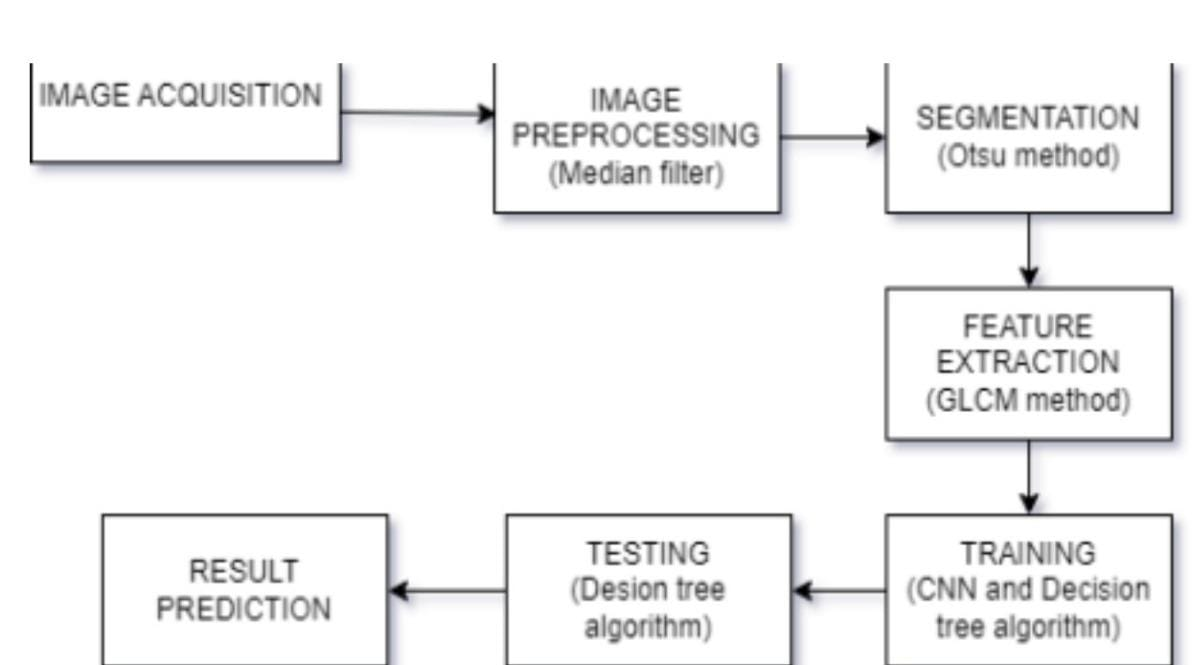 IMAGE ACQUISITION
IMAGE
PREPROCESSING
(Median filter)
SEGMENTATION
(Otsu method)
FEATURE
EXTRACTION
(GLCM method)
TRAINING
(CNN and Decision
tree algorithm)
TESTING
(Desion tree
algorithm)
RESULT
PREDICTION